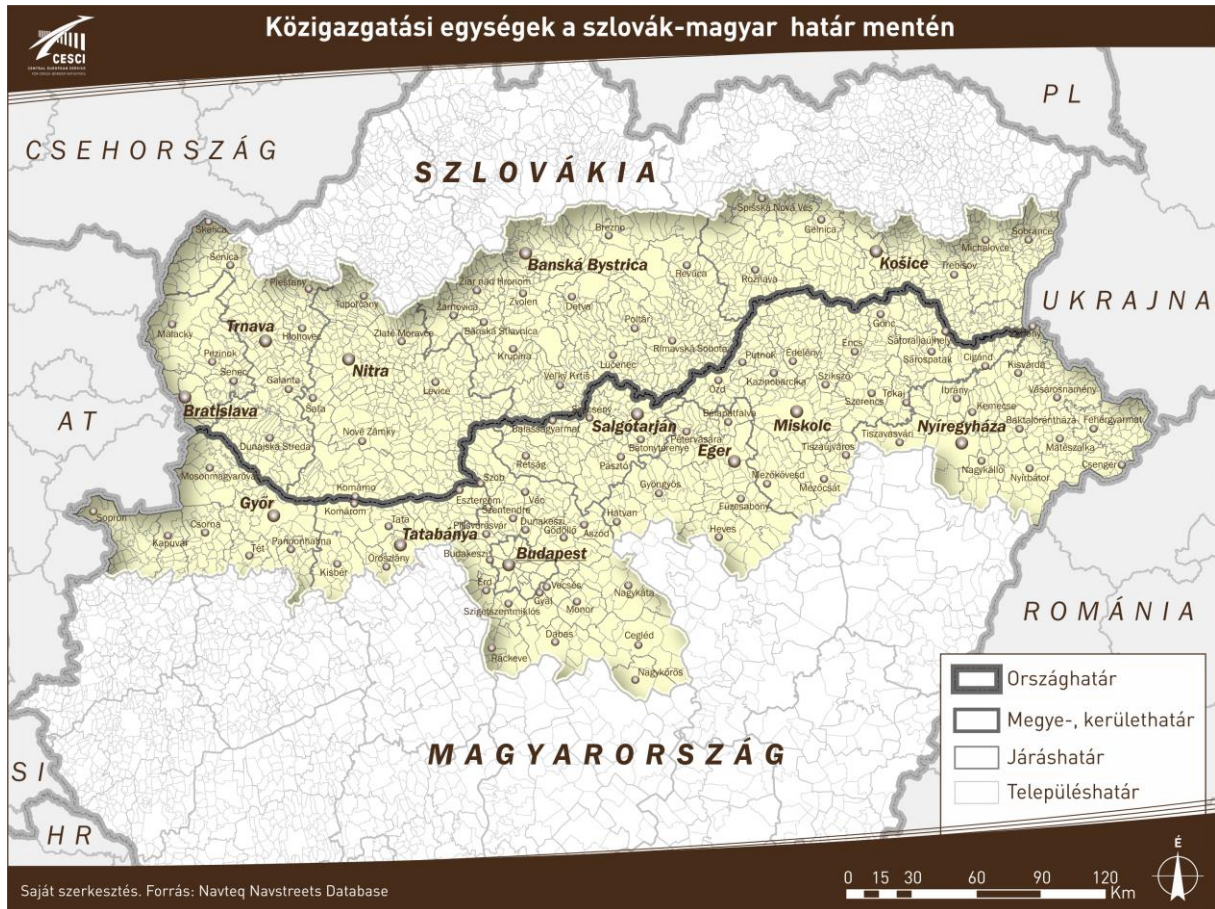 Közigazgatási egységek a szlovák-magyar határ mentén
CESCI
CENTRAL EUROPEAN SERVICE
FOR CROSS-BORDER INITIATIVES
PL
CSEHORSZÁG
SZLOVÁKIA
Skalica
Spišská Nová Ves
Gelnica
Brezno
Sobrance
Michalovce
Senica
Banská Bystrica
Košice
Piešťany
Revúca
Rožňava
Trebišov
Topoľčany
Žiar nad Hronom
Zvolen
Detva
UKRAJNA
Žarnovica
Banská Štiavnica
Poltár
Malacky
Trnava
Hlohovec
Zlaté Moravce
Krupina
Rimavská Sobota
Gönc
Sátoraljaújhely
Pezinok
Nitra
Lučenec
Putnok
Edelény
Encs
Sárospatak
Cigánd
Kisvárda
Senec
Galanta
Levice
Veľký Krtíš
Ózd
Kazincbarcika
Szikszó
Vásárosnamény
Bratislava
Šaľa
Szerencs
Tokaj
Ibrány
Kemecse
AT
Salgótarján
Bélapátfalva
Miskolc
Nyíregyháza
Baktalórántháza
Fehérgyarmat
Nové Zámky
Balassagyarmat
Bátonyterenye
Pétervására
Tiszavasvári
Mátészalka
Dunajská Streda
Rétság
Pásztó
Eger
Tiszaújváros
Nagykálló
Nyírbátor
Csenger
Mosonmagyaróvár
Komárno
Szob
Gyöngyös
Mezőkövesd
Mezőcsát
Komárom
Esztergom
Vác
Füzesabony
Sopron
Győr
Szentendre
Hatvan
Csorna
Tata
Pilisvörösvár
Dunakeszi
Gödöllő
Aszód
Heves
Kapuvár
Tét
Pannonhalma
Tatabánya
Kisbér
Oroszlány
Budakeszi
Budapest
Érd
Vecsés
Gyál
Nagykáta
Szigetszentmiklós
Monor
ROMÁNIA
Dabas
Cegléd
Ráckeve
Nagykőrös
Országhatár
Megye-, kerülethatár
Járáshatár
Településhatár
MAGYARORSZÁG
SI
HR
É
Saját szerkesztés. Forrás: Navteq Navstreets Database
0 15 30 60 90 120
Km